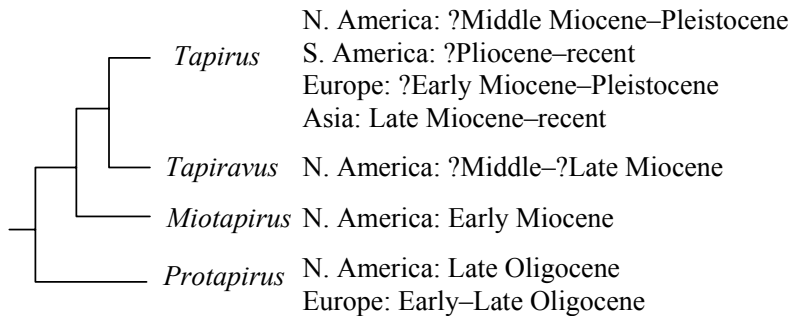 N. America: ?Middle Miocene–Pleistocene
Tapirus S. America: ?Pliocene–recent
Europe: ?Early Miocene–Pleistocene
Asia: Late Miocene–recent
Tapiravus N. America: ?Middle–?Late Miocene
Miotapirus N. America: Early Miocene
Protapirus N. America: Late Oligocene
Europe: Early–Late Oligocene